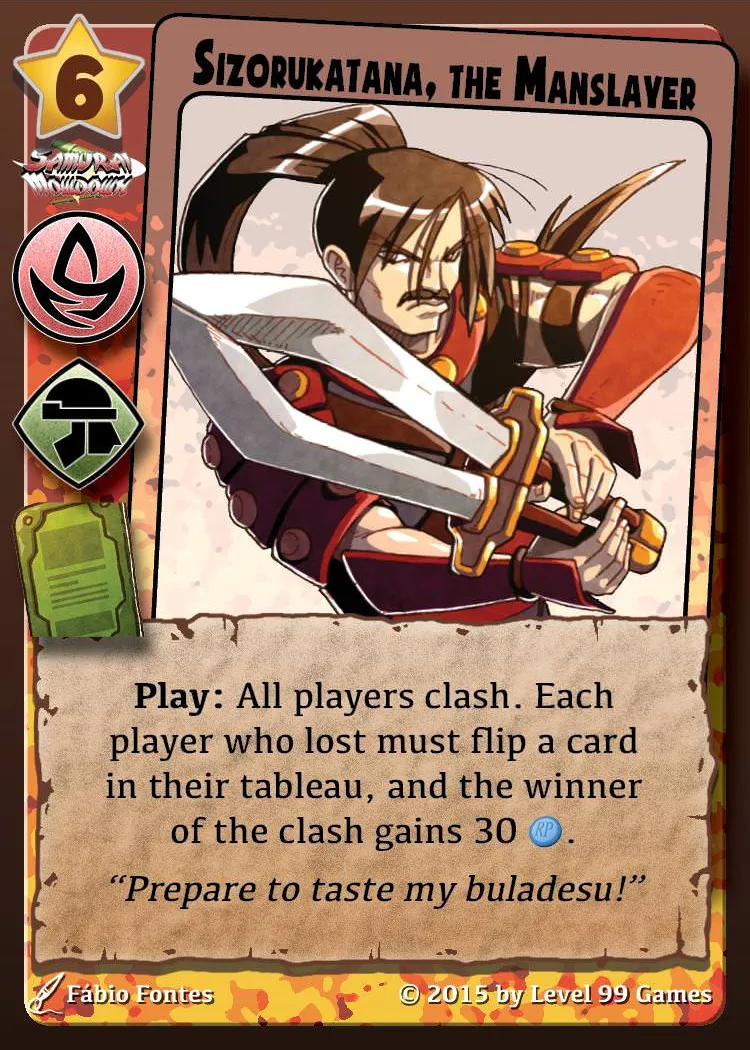 6
SIZORUKATANA, THE MANSLAYER
SAMURAI
MOWDOWN
Play: All players clash. Each
player who lost must flip a card
in their tableau, and the winner
of the clash gains 30 RP.
"Prepare to taste my buladesu!"
Fábio Fontes
© 2015 by Level 99 Games